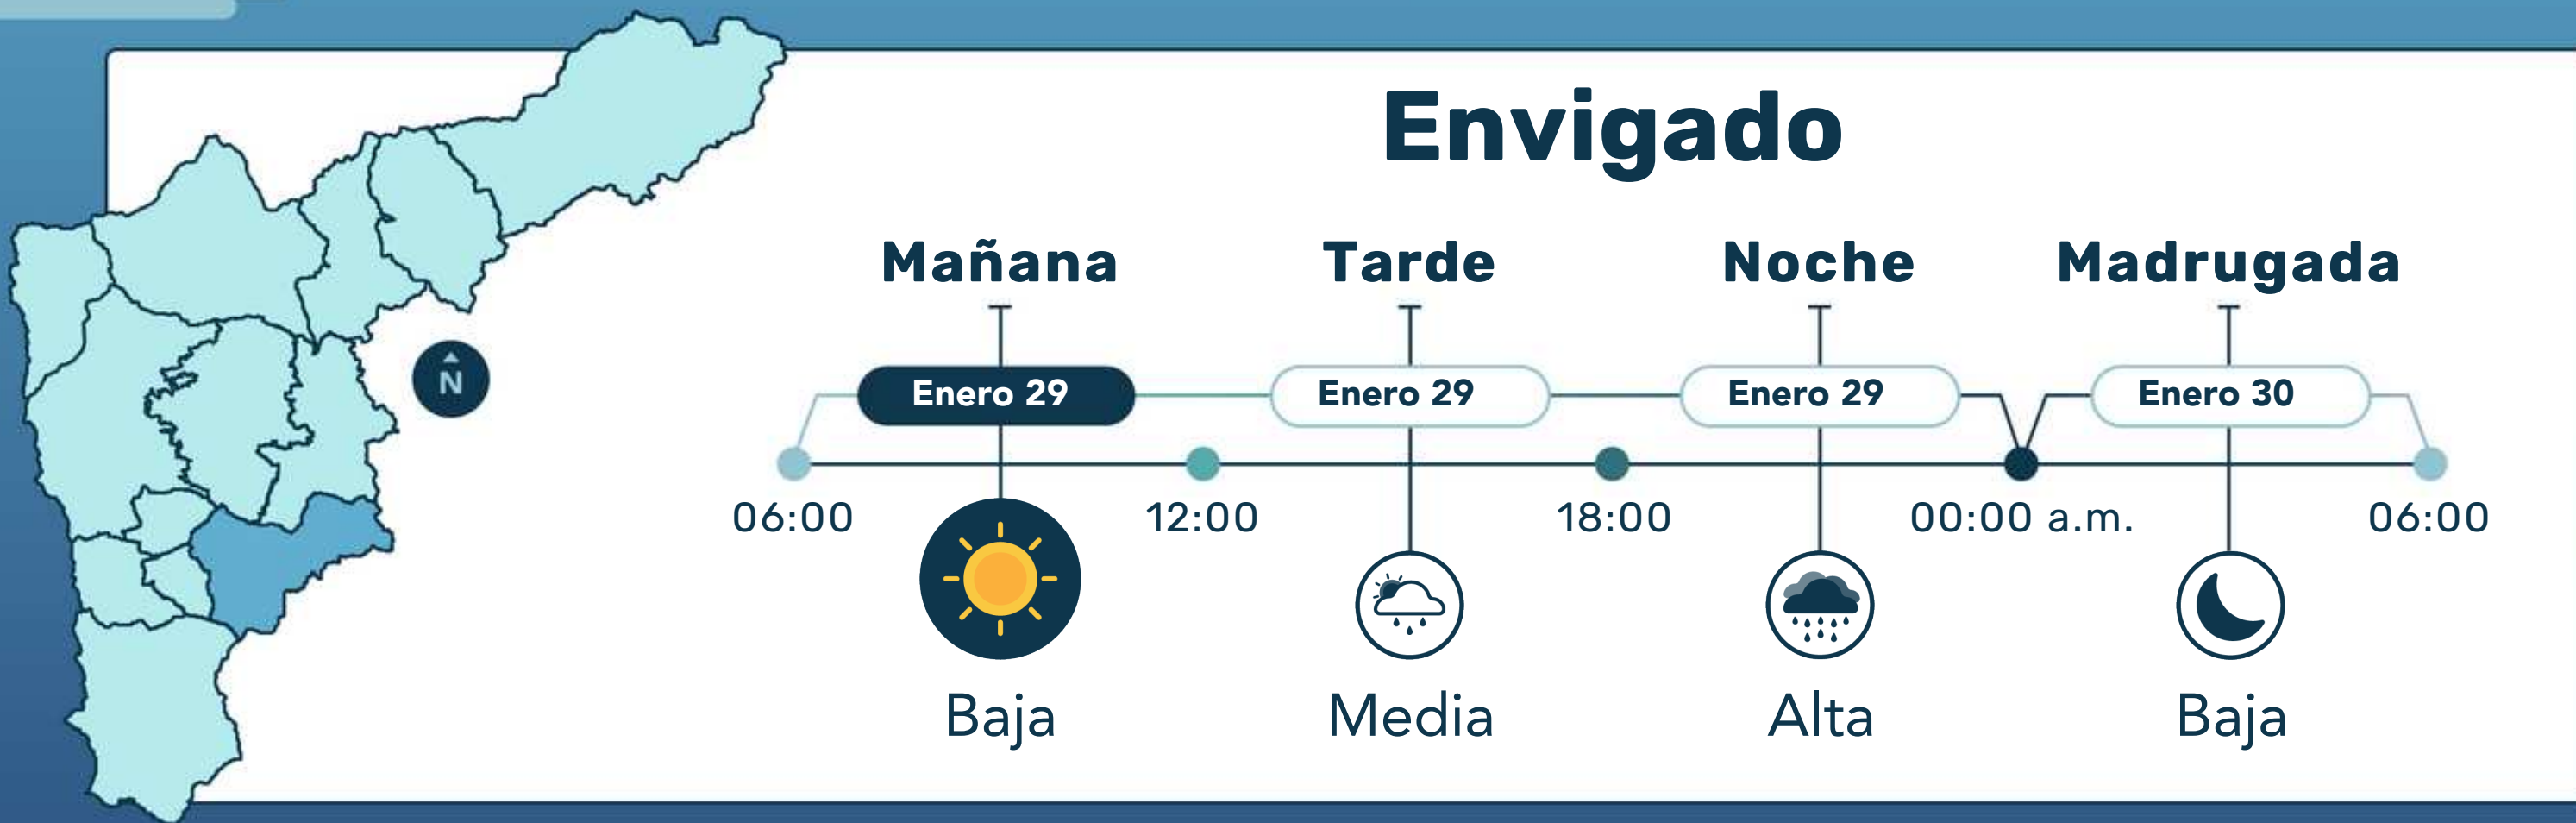 Envigado
Mañana Tarde Noche Madrugada
N
Enero 29 Enero 29 Enero 29 Enero 30
06:00 12:00 18:00 00:00 a.m. 06:00
Baja Media Alta Baja